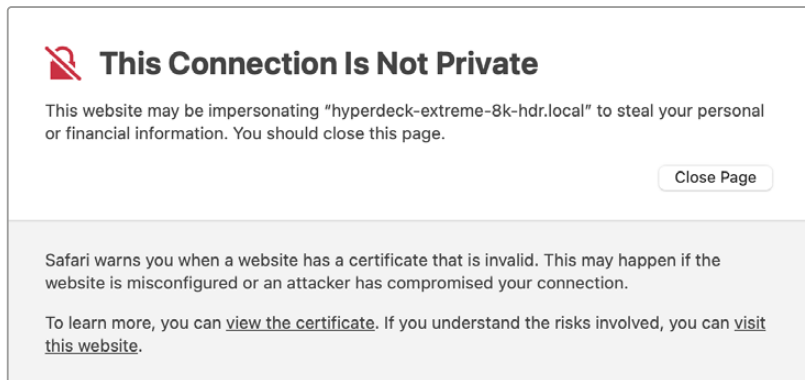 This Connection Is Not Private
This website may be impersonating “hyperdeck-extreme-8k-hdr.local” to steal your personal
or financial information. You should close this page.
Close Page
Safari warns you when a website has a certificate that is invalid. This may happen if the
website is misconfigured or an attacker has compromised your connection.
To learn more, you can view the certificate. If you understand the risks involved, you can visit
this website.